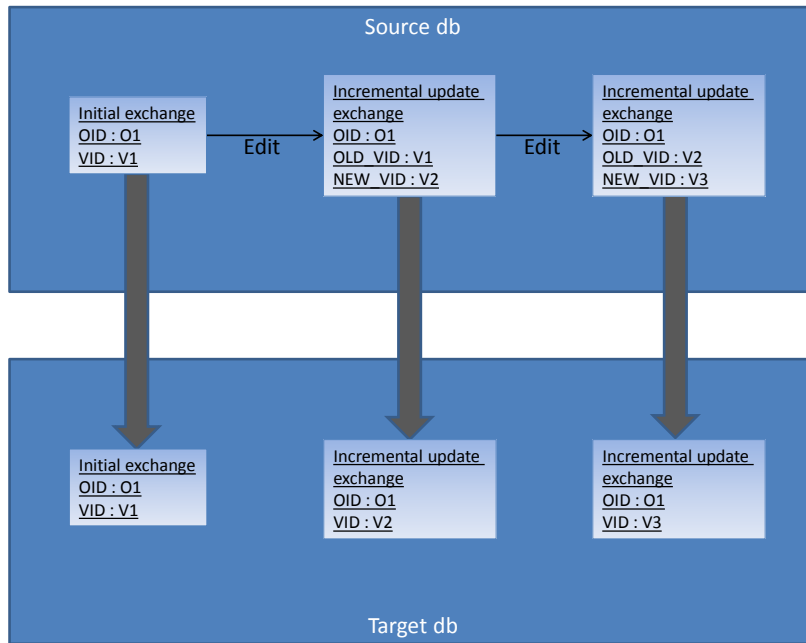 Source db
Initial exchange
OID : O1
VID : V1
Edit
Incremental update
exchange
OID : O1
OLD_VID : V1
NEW_VID : V2
Edit
Incremental update
exchange
OID : O1
OLD_VID : V2
NEW_VID : V3
Initial exchange
OID : O1
VID : V1
Incremental update
exchange
OID : O1
VID : V2
Incremental update
exchange
OID : O1
VID : V3
Target db